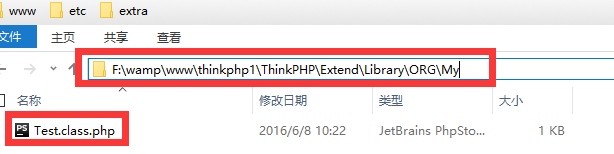 www etc extra
文件 主页 共享 查看
F:\wamp\www\thinkphp1\ThinkPHP\Extend\Library\ORG\My
名称 修改日期 类型 大小
Test.class.php 2016/6/8 10:22 JetBrains PhpSto... 1 KB